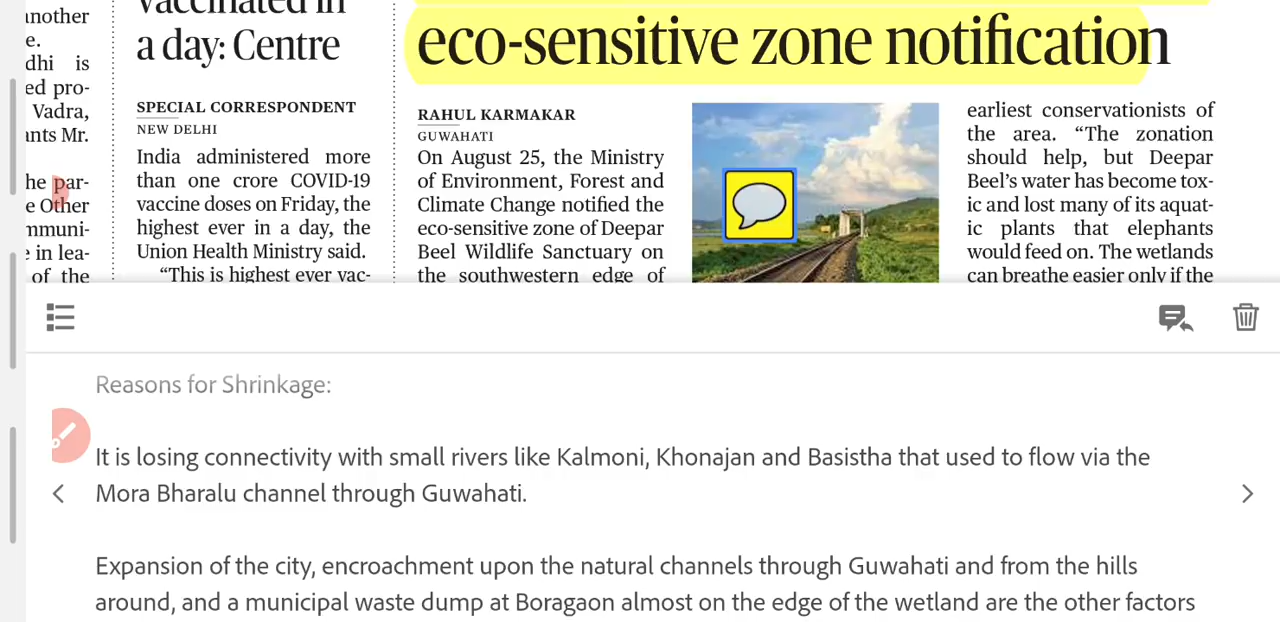 another
e.
dhi is
ed pro-
Vadra,
ants Mr.
he par-
e Other
mmuni-
e in lea-
of the
vaccinated in
a day: Centre
SPECIAL CORRESPONDENT
NEW DELHI
India administered more
than one crore COVID-19
vaccine doses on Friday, the
highest ever in a day, the
Union Health Ministry said.
“This is highest ever vac-
eco-sensitive zone notification
RAHUL KARMAKAR
GUWAHATI
On August 25, the Ministry
of Environment, Forest and
Climate Change notified the
eco-sensitive zone of Deepar
Beel Wildlife Sanctuary on
the southwestern edge of
earliest conservationists of
the area. “The zonation
should help, but Deepar
Beel’s water has become tox-
ic and lost many of its aquat-
ic plants that elephants
would feed on. The wetlands
can breathe easier only if the
Reasons for Shrinkage:
It is losing connectivity with small rivers like Kalmoni, Khonajan and Basistha that used to flow via the
Mora Bharalu channel through Guwahati.
Expansion of the city, encroachment upon the natural channels through Guwahati and from the hills
around, and a municipal waste dump at Boragaon almost on the edge of the wetland are the other factors